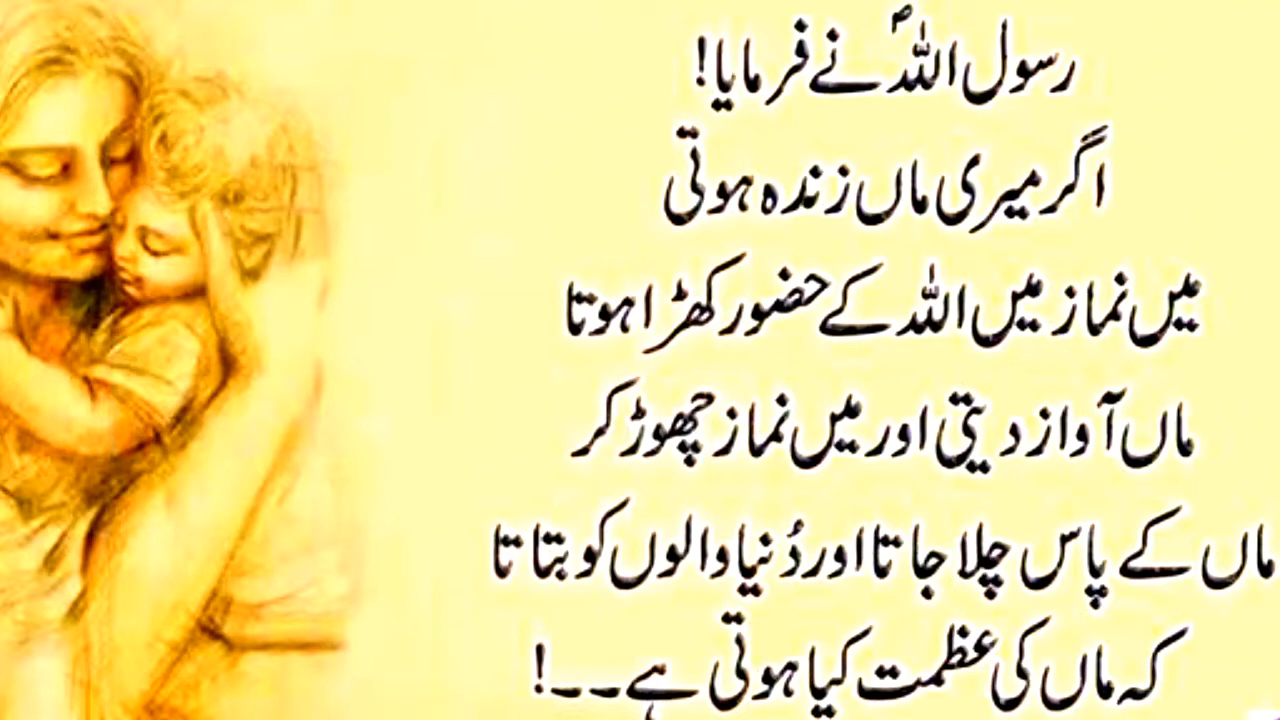 رسول اللہؐ نے فرمایا!
اگر میری ماں زندہ ہوتی
میں نماز میں اللہ کے حضور کھڑا ہوتا
ماں آواز دیتی اور میں نماز چھوڑ کر
ماں کے پاس چلا جاتا اور دُنیا والوں کو بتاتا
کہ ماں کی عظمت کیا ہوتی ہے۔۔!